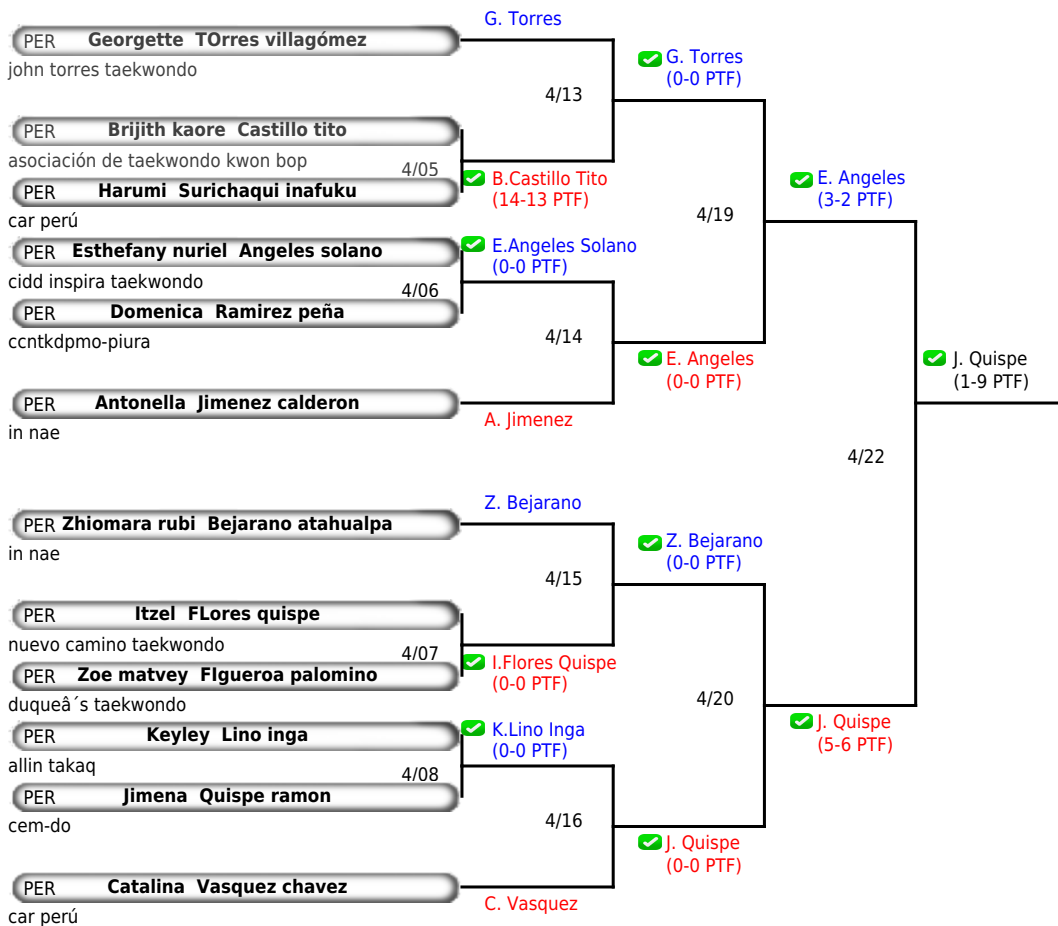 G. Torres
PER Georgette TOrres villagómez
john torres taekwondo
G. Torres
(0-0 PTF)
4/13
PER Brijith kaore Castillo tito
asociación de taekwondo kwon bop
4/05
B.Castillo Tito
(14-13 PTF)
PER Harumi Surichaqui inafuku
car perú
E. Angeles
(3-2 PTF)
4/19
PER Esthefany nuriel Angeles solano
E.Angeles Solano
(0-0 PTF)
cidd inspira taekwondo
4/06
PER Domenica Ramirez peña
ccntkdpmo-piura
4/14
E. Angeles
(0-0 PTF)
J. Quispe
(1-9 PTF)
PER Antonella Jimenez calderon
A. Jimenez
in nae
4/22
Z. Bejarano
PER Zhiomara rubi Bejarano atahualpa
in nae
Z. Bejarano
(0-0 PTF)
4/15
PER Itzel FLores quispe
nuevo camino taekwondo
4/07
I.Flores Quispe
(0-0 PTF)
PER Zoe matvey FIgueroa palomino
duqueâ´s taekwondo
4/20
J. Quispe
(5-6 PTF)
PER Keyley Lino inga
K.Lino Inga
(0-0 PTF)
allin takaq
4/08
PER Jimena Quispe ramon
cem-do
4/16
J. Quispe
(0-0 PTF)
PER Catalina Vasquez chavez
C. Vasquez
car perú